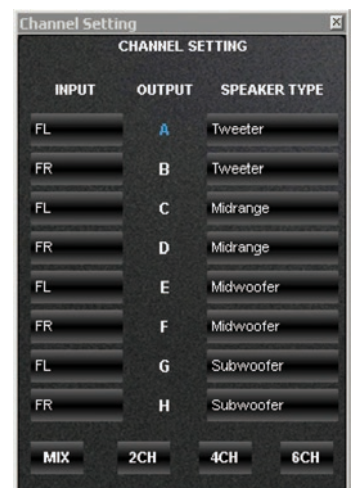 Channel Setting
CHANNEL SETTING
INPUT OUTPUT SPEAKER TYPE
FL A Tweeter
FR B Tweeter
FL C Midrange
FR D Midrange
FL E Midwoofer
FR F Midwoofer
FL G Subwoofer
FR H Subwoofer
MIX 2CH 4CH 6CH